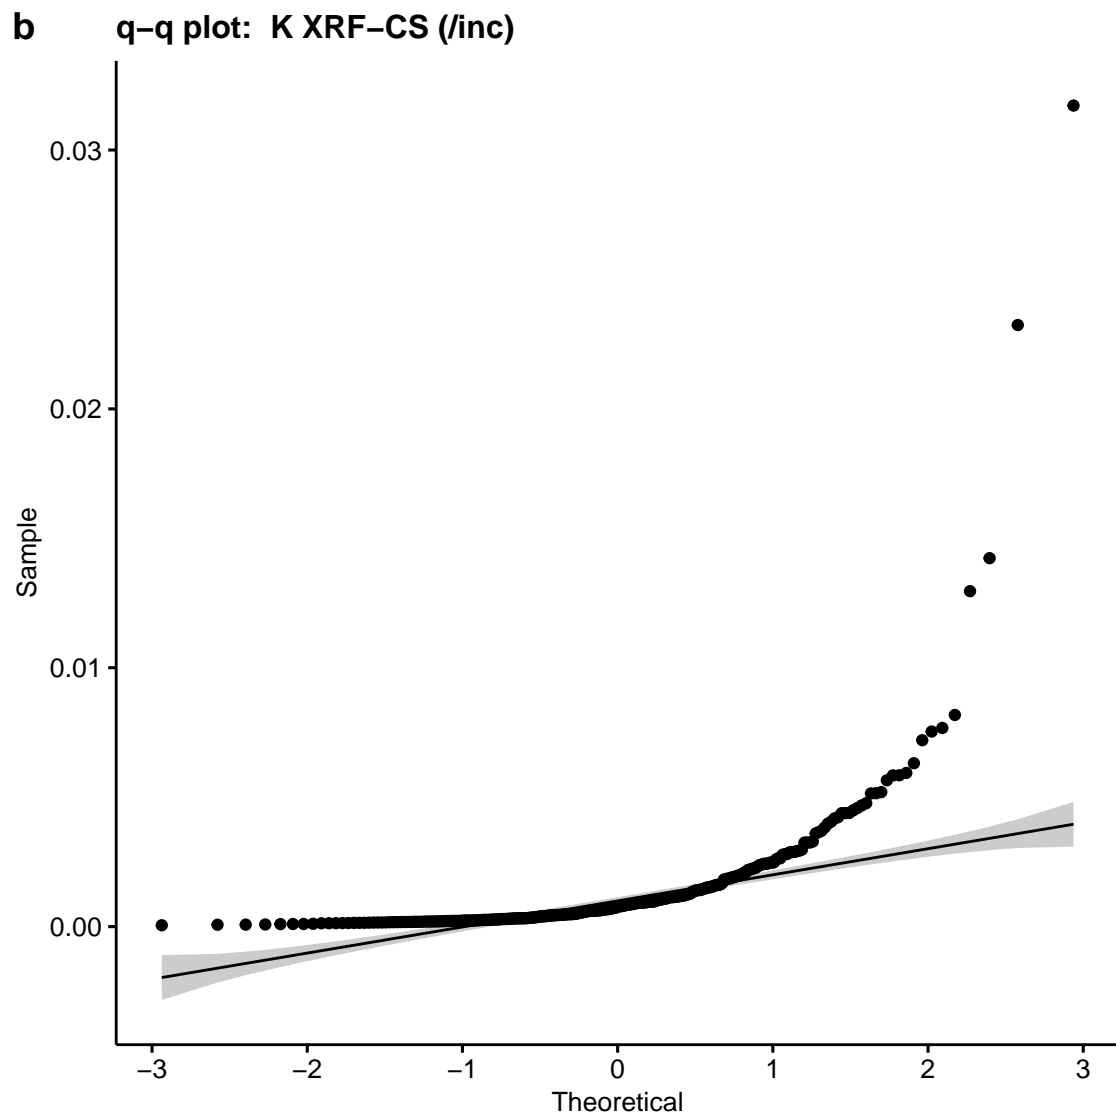 b q−q plot: K XRF−CS (/inc)
0.03
0.02
0.01
0.00
Sample
−3 −2 −1 0 1 2 3
Theoretical